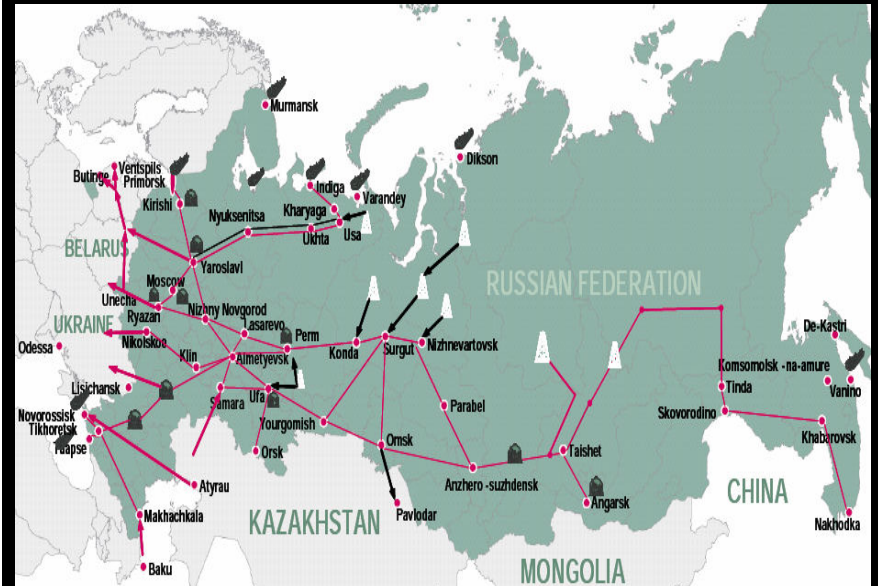 Murmansk
Dikson
Ventspils
Butinge
Primorsk
Indiga
Varandey
Kirishi
Kharyaga
Nyuksenitsa
Usa
Ukhta
BELARUS
Yaroslavl
RUSSIAN FEDERATION
Moscow
Unecha
Ryazan
Nizhny Novgorod
UKRAINE
Lasarevo
De-Kastri
Nikolskoe
Perm
Odessa
Konda
Surgut
Nizhnevartovsk
Klin
Almetyevsk
Komsomolsk -na-amure
Lisichansk
Tinda
Vanino
Samara
Ufa
Parabel
Novorossisk
Skovorodino
Yourgomish
Tikhoretsk
Khabarovsk
Tuapse
Omsk
Orsk
Taishet
Atyrau
Anzhero -suzhdensk
CHINA
Angarsk
Makhachkala
Pavlodar
KAZAKHSTAN
Nakhodka
Baku
MONGOLIA